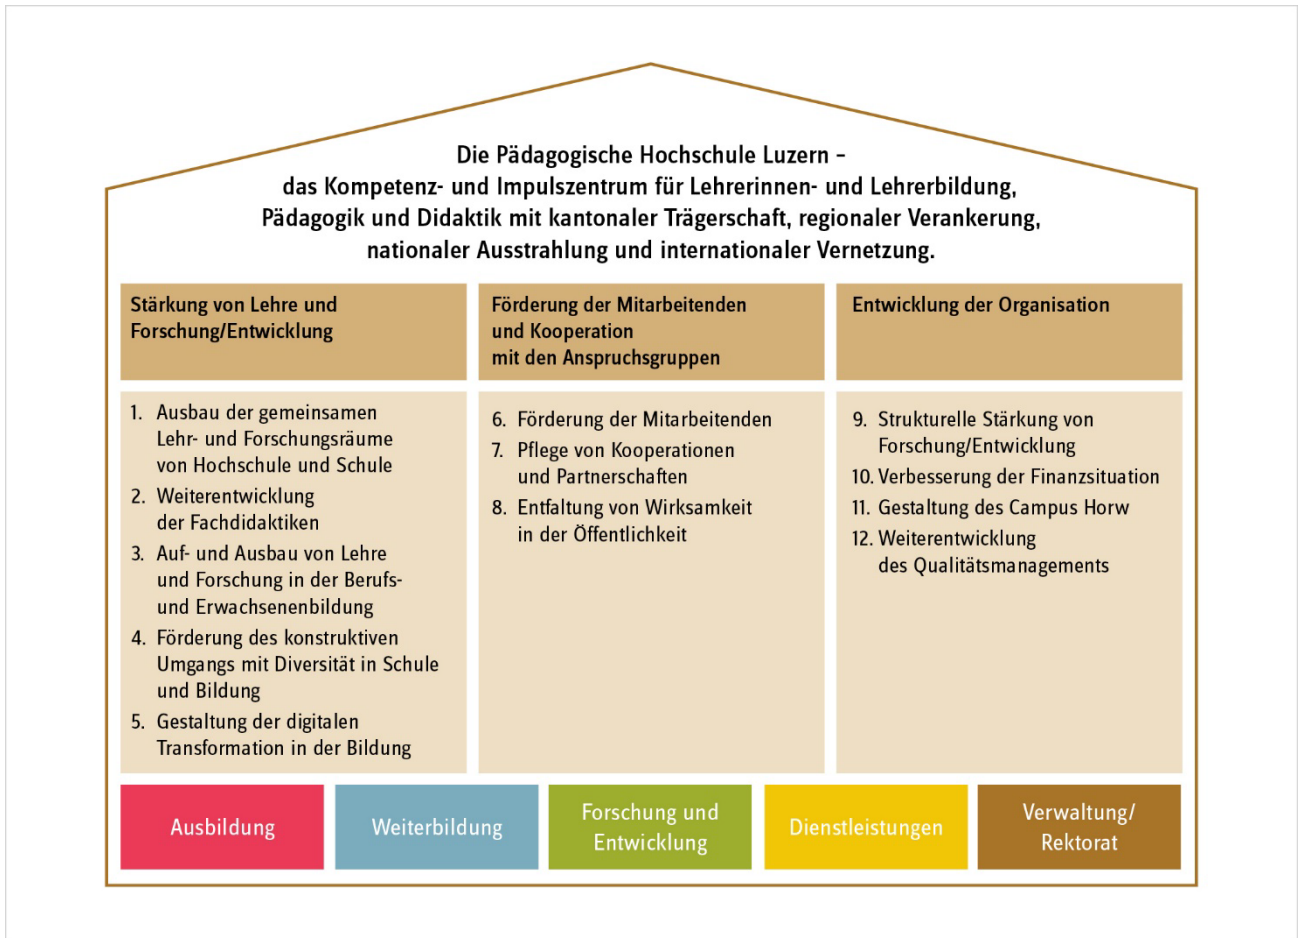 Die Pädagogische Hochschule Luzern –
das Kompetenz- und Impulszentrum für Lehrerinnen- und Lehrerbildung,
Pädagogik und Didaktik mit kantonaler Trägerschaft, regionaler Verankerung,
nationaler Ausstrahlung und internationaler Vernetzung.
Stärkung von Lehre und
Forschung/Entwicklung
1. Ausbau der gemeinsamen
Lehr- und Forschungsräume
von Hochschule und Schule
2. Weiterentwicklung
der Fachdidaktiken
3. Auf- und Ausbau von Lehre
und Forschung in der Berufs-
und Erwachsenenbildung
4. Förderung des konstruktiven
Umgangs mit Diversität in Schule
und Bildung
5. Gestaltung der digitalen
Transformation in der Bildung
Förderung der Mitarbeitenden
und Kooperation
mit den Anspruchsgruppen
6. Förderung der Mitarbeitenden
7. Pflege von Kooperationen
und Partnerschaften
8. Entfaltung von Wirksamkeit
in der Öffentlichkeit
Entwicklung der Organisation
9. Strukturelle Stärkung von
Forschung/Entwicklung
10. Verbesserung der Finanzsituation
11. Gestaltung des Campus Horw
12. Weiterentwicklung
des Qualitätsmanagements
Ausbildung
Weiterbildung
Forschung und
Entwicklung
Dienstleistungen
Verwaltung/
Rektorat